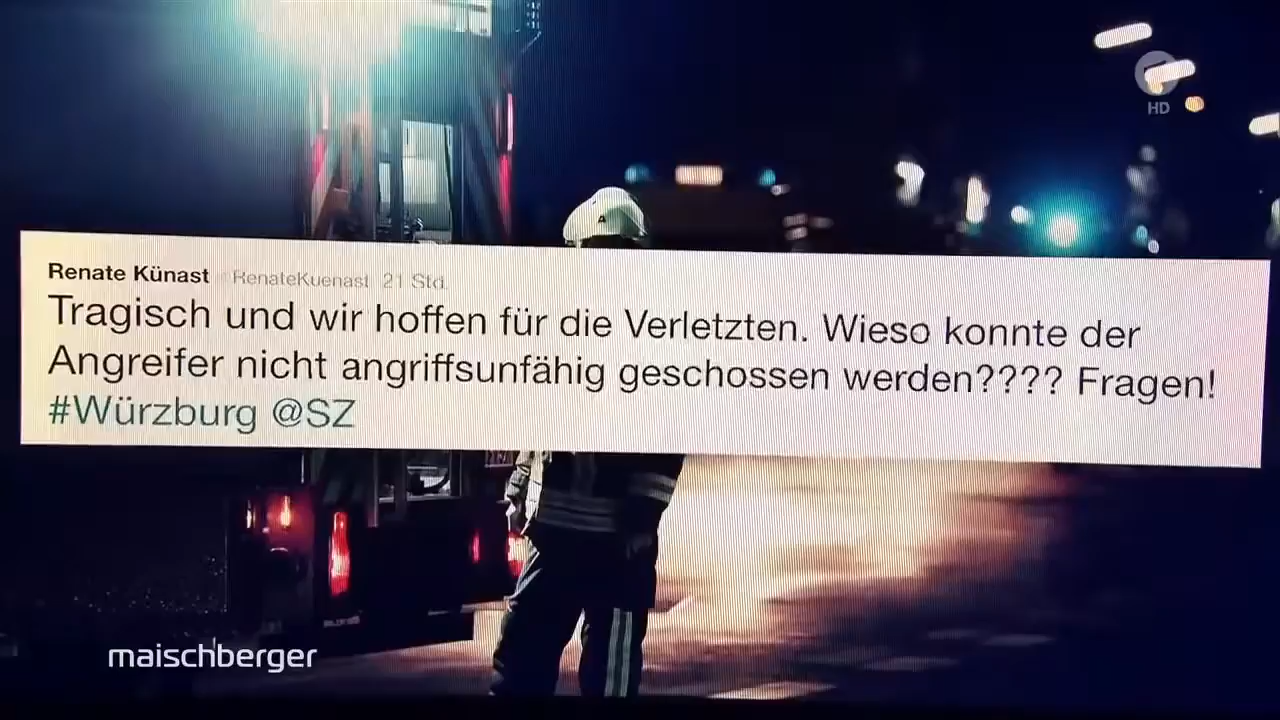 HD
Renate Künast RenateKuenast 21 Std.
Tragisch und wir hoffen für die Verletzten. Wieso konnte der
Angreifer nicht angriffsunfähig geschossen werden???? Fragen!
#Würzburg @SZ
maischberger